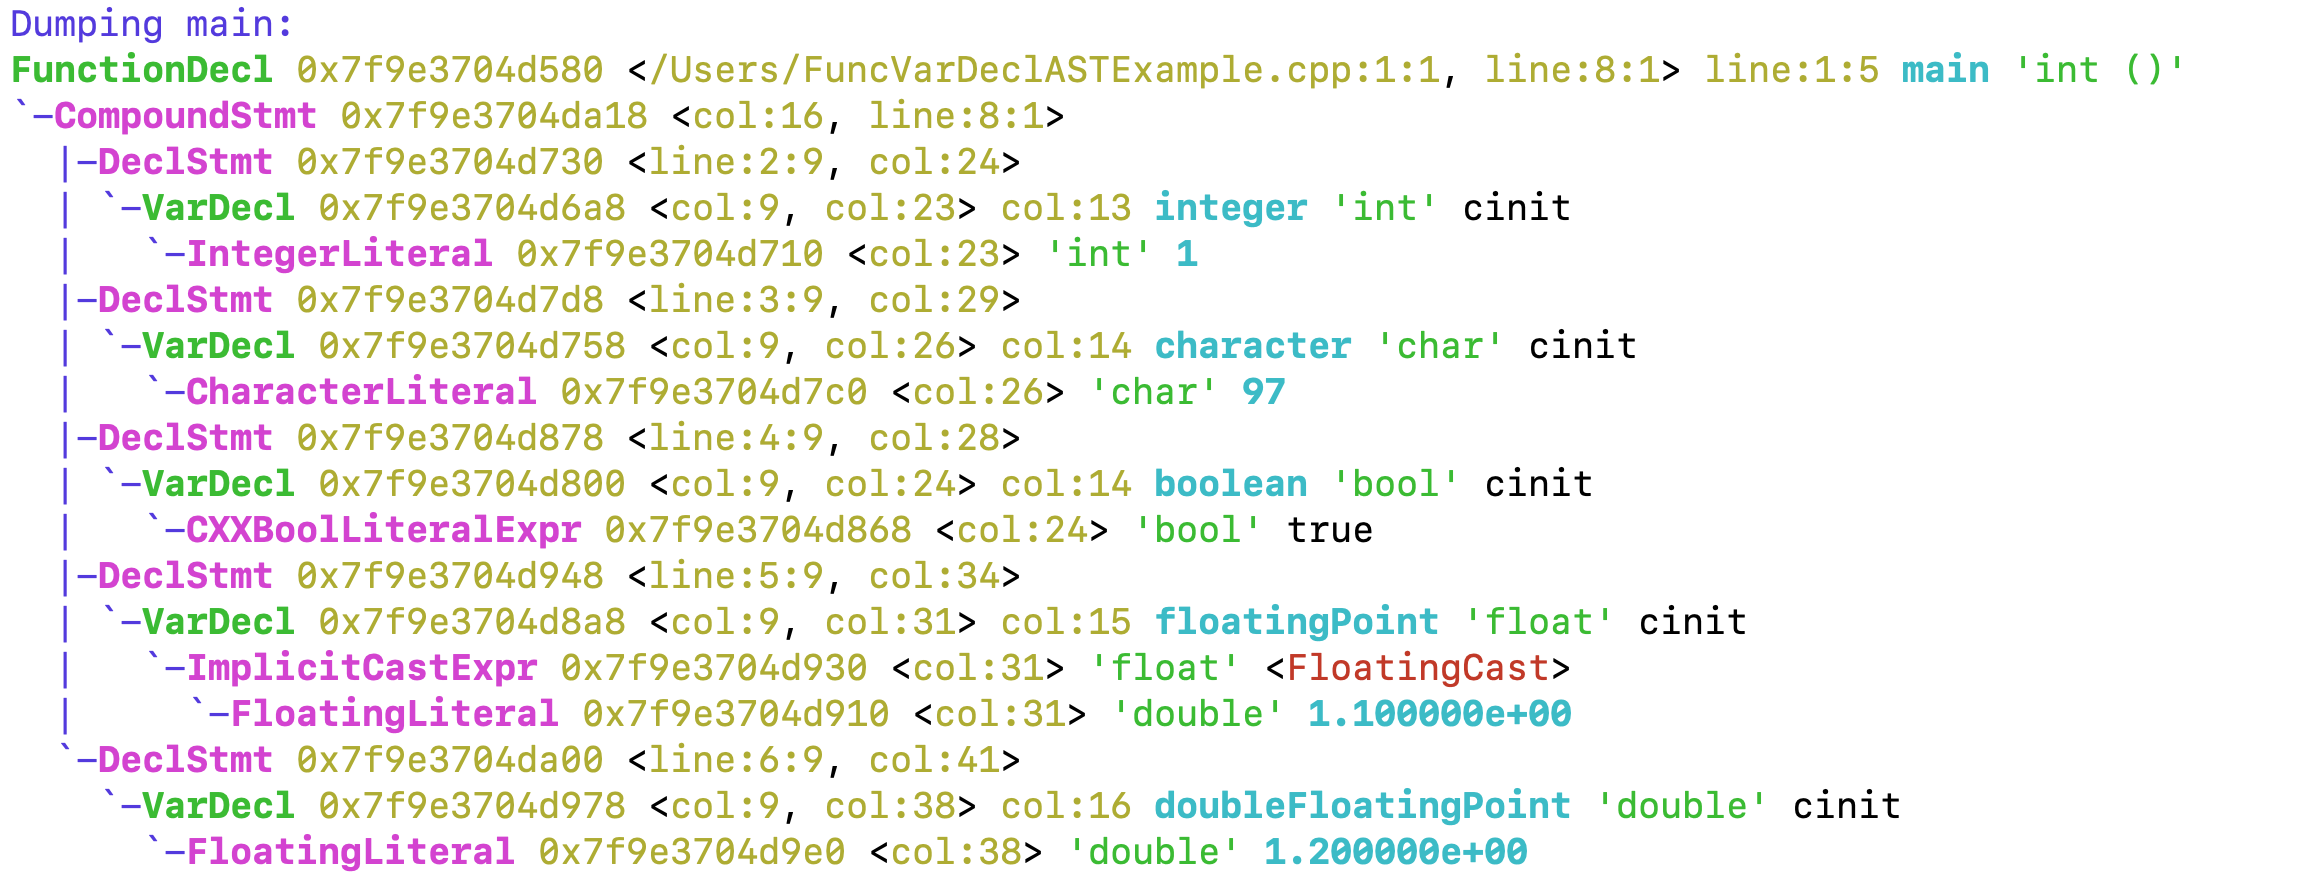 Dumping main:
FunctionDecl 0x7f9e3704d580 </Users/FuncVarDeclASTExample.cpp:1:1, line:8:1> line:1:5 main 'int ()'
`-CompoundStmt 0x7f9e3704da18 <col:16, line:8:1>
  |-DeclStmt 0x7f9e3704d730 <line:2:9, col:24>
  | `-VarDecl 0x7f9e3704d6a8 <col:9, col:23> col:13 integer 'int' cinit
  |   `-IntegerLiteral 0x7f9e3704d710 <col:23> 'int' 1
  |-DeclStmt 0x7f9e3704d7d8 <line:3:9, col:29>
  | `-VarDecl 0x7f9e3704d758 <col:9, col:26> col:14 character 'char' cinit
  |   `-CharacterLiteral 0x7f9e3704d7c0 <col:26> 'char' 97
  |-DeclStmt 0x7f9e3704d878 <line:4:9, col:28>
  | `-VarDecl 0x7f9e3704d800 <col:9, col:24> col:14 boolean 'bool' cinit
  |   `-CXXBoolLiteralExpr 0x7f9e3704d868 <col:24> 'bool' true
  |-DeclStmt 0x7f9e3704d948 <line:5:9, col:34>
  | `-VarDecl 0x7f9e3704d8a8 <col:9, col:31> col:15 floatingPoint 'float' cinit
  |   `-ImplicitCastExpr 0x7f9e3704d930 <col:31> 'float' <FloatingCast>
  |     `-FloatingLiteral 0x7f9e3704d910 <col:31> 'double' 1.100000e+00
  `-DeclStmt 0x7f9e3704da00 <line:6:9, col:41>
    `-VarDecl 0x7f9e3704d978 <col:9, col:38> col:16 doubleFloatingPoint 'double' cinit
      `-FloatingLiteral 0x7f9e3704d9e0 <col:38> 'double' 1.200000e+00